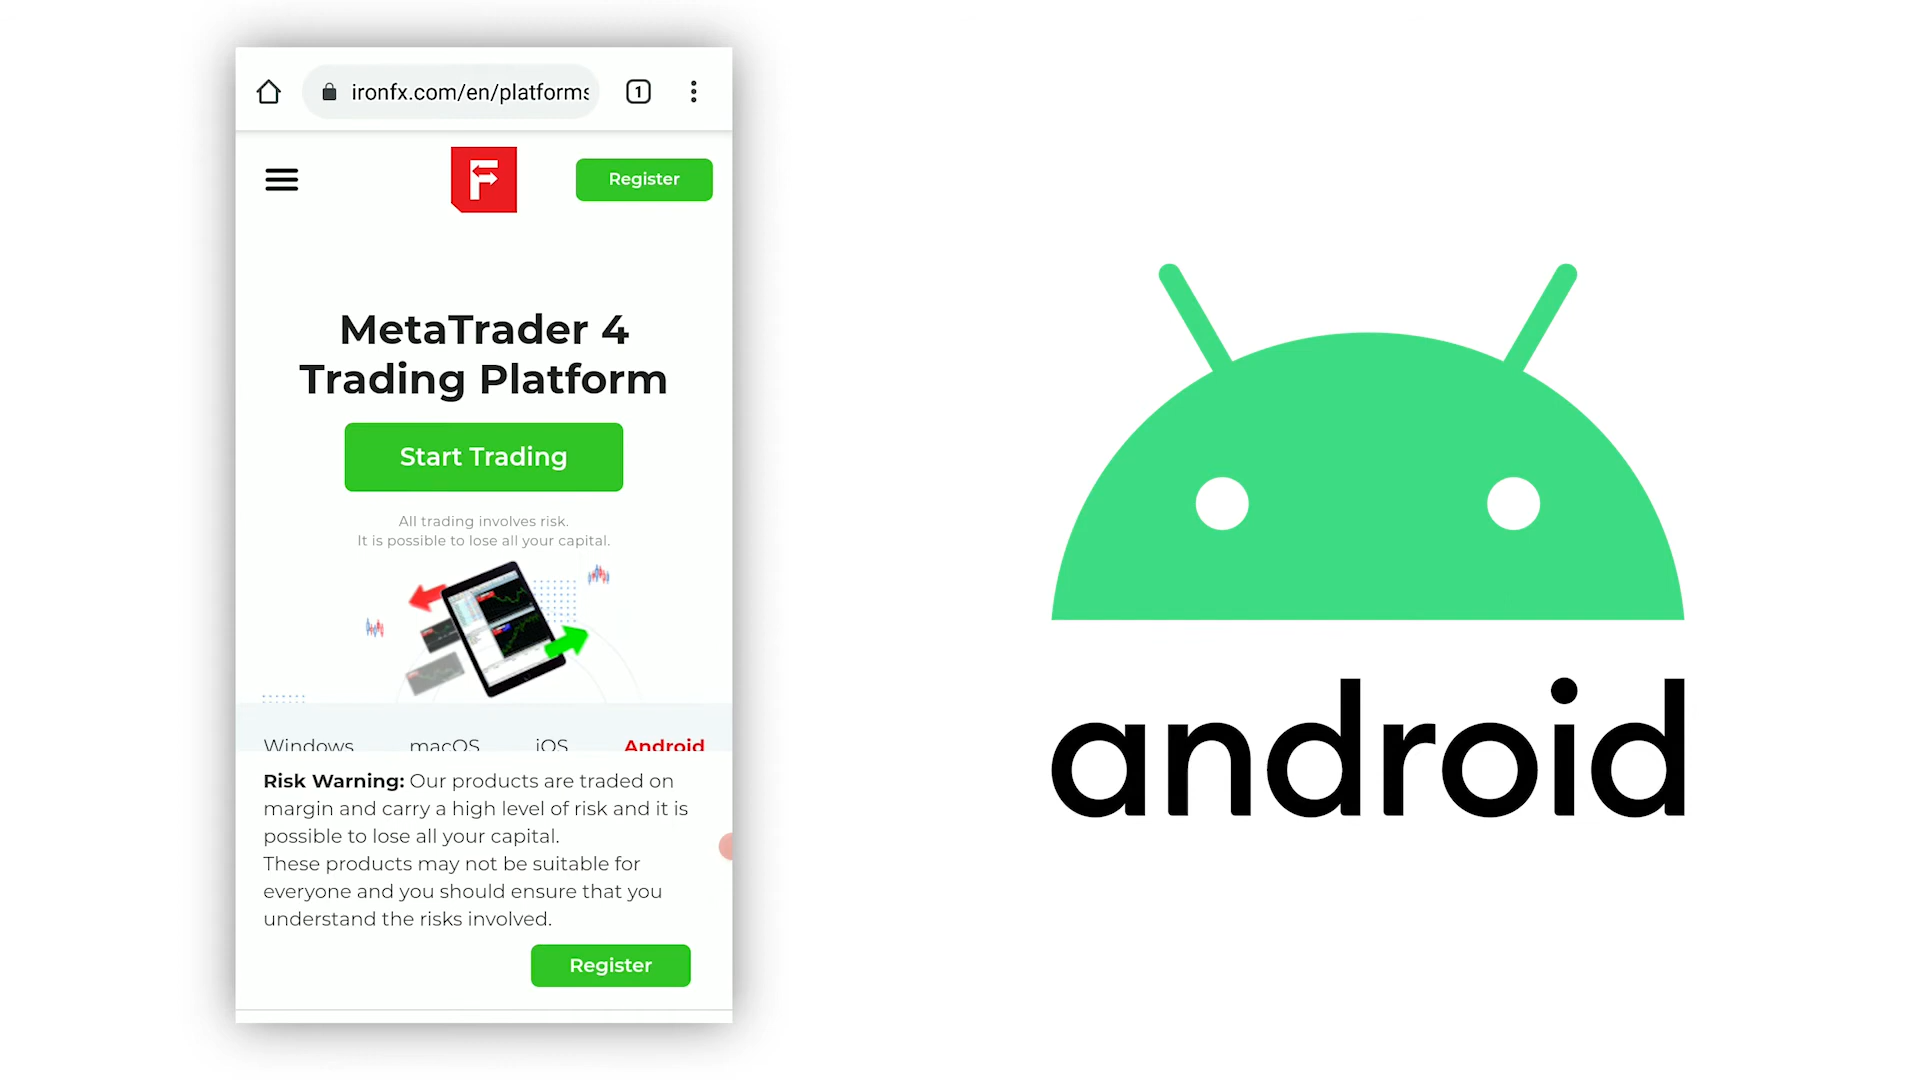 ironfx.com/en/platforms
1
F
Register
MetaTrader 4
Trading Platform
Start Trading
All trading involves risk.
It is possible to lose all your capital.
Windows macOS iOS Android
Risk Warning: Our products are traded on
margin and carry a high level of risk and it is
possible to lose all your capital.
These products may not be suitable for
everyone and you should ensure that you
understand the risks involved.
Register
android